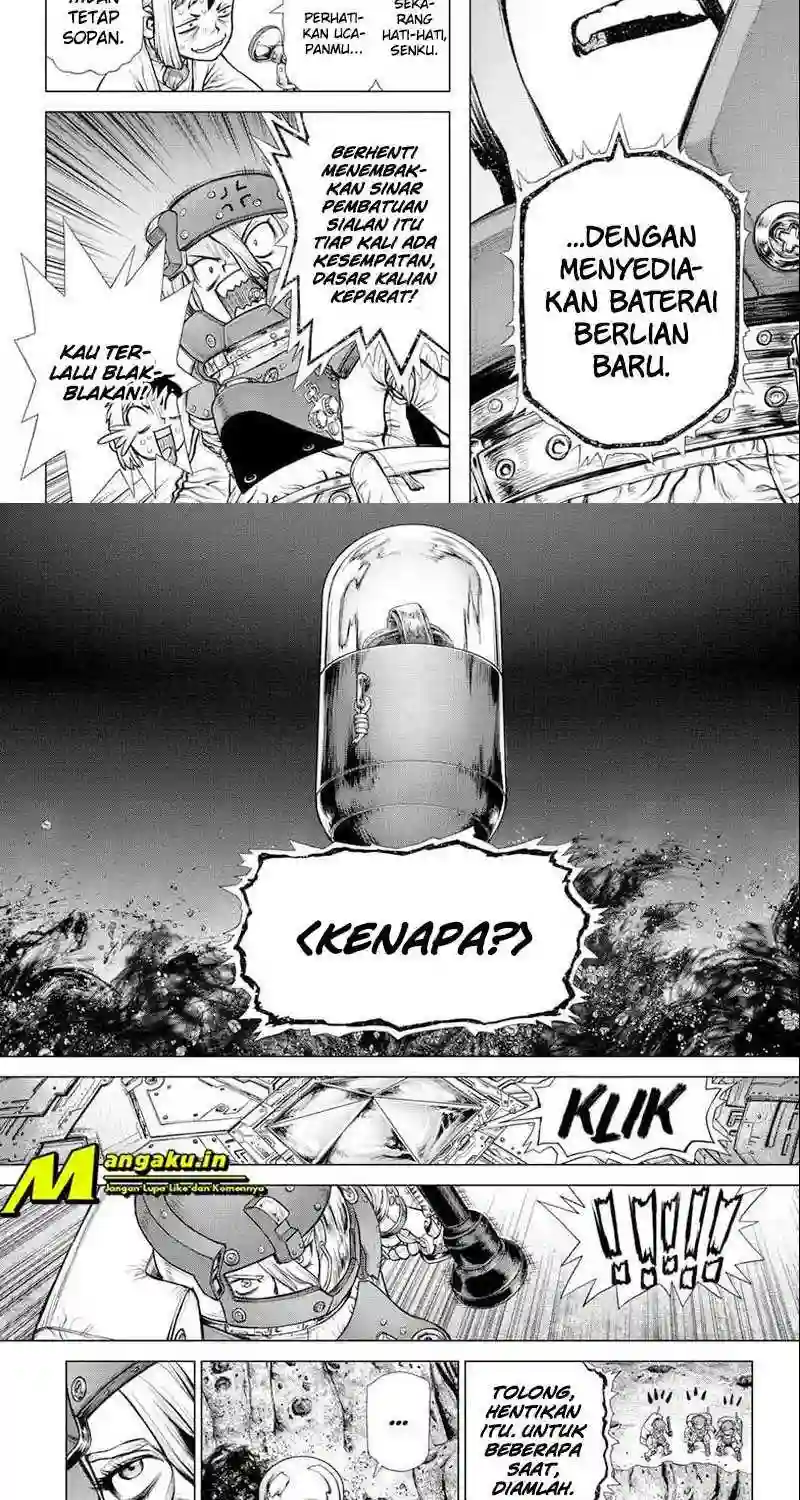 SEKA-
RANG
HATI-HATI,
SENKU.
PERHATI-
KAN UCA-
PANMU...
TETAP
SOPAN.
...DENGAN
MENYEDIA-
KAN BATERAI
BERLIAN
BARU.
BERHENTI
MENEMBAK-
KAN SINAR
PEMBATUAN
SIALAN ITU
TIAP KALI ADA
KESEMPATAN,
DASAR KALIAN
KEPARAT!
KAU TER-
LALU BLAK-
BLAKAN!
<KENAPA?>
KLIK
Mangaku.in
Jangan Lupa Like dan Komennya
!!!!!
TOLONG,
HENTIKAN
ITU. UNTUK
BEBERAPA
SAAT,
DIAMLAH.
...